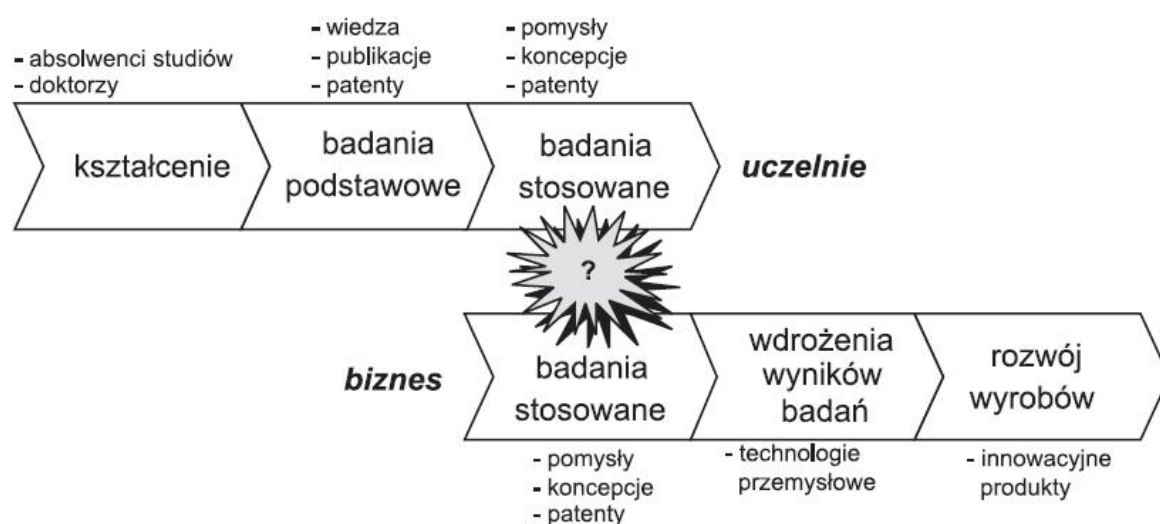 - absolwenci studiów
- doktorzy
- wiedza
- publikacje
- patenty
- pomysły
- koncepcje
- patenty
kształcenie
badania
podstawowe
badania
stosowane
uczelnie
?
biznes
badania
stosowane
wdrożenia
wyników
badań
rozwój
wyrobów
- pomysły
- koncepcje
- patenty
- technologie
przemysłowe
- innowacyjne
produkty